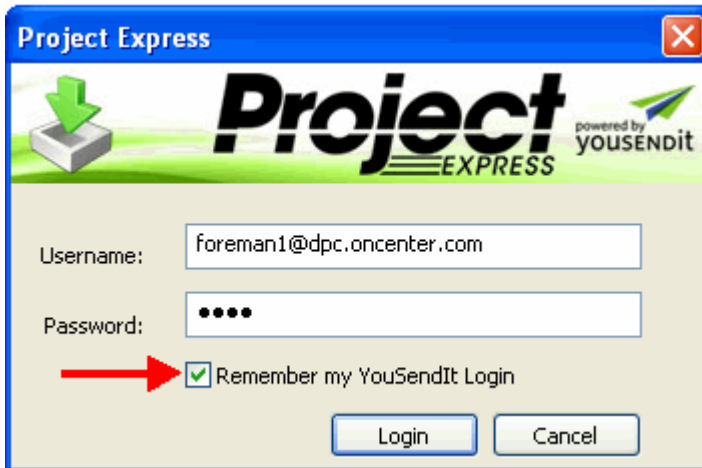 Project Express
Project
EXPRESS
powered by
YOUSENDiT
Username:
foreman1@dpc.oncenter.com
Password:
••••
Remember my YouSendIt Login
Login
Cancel